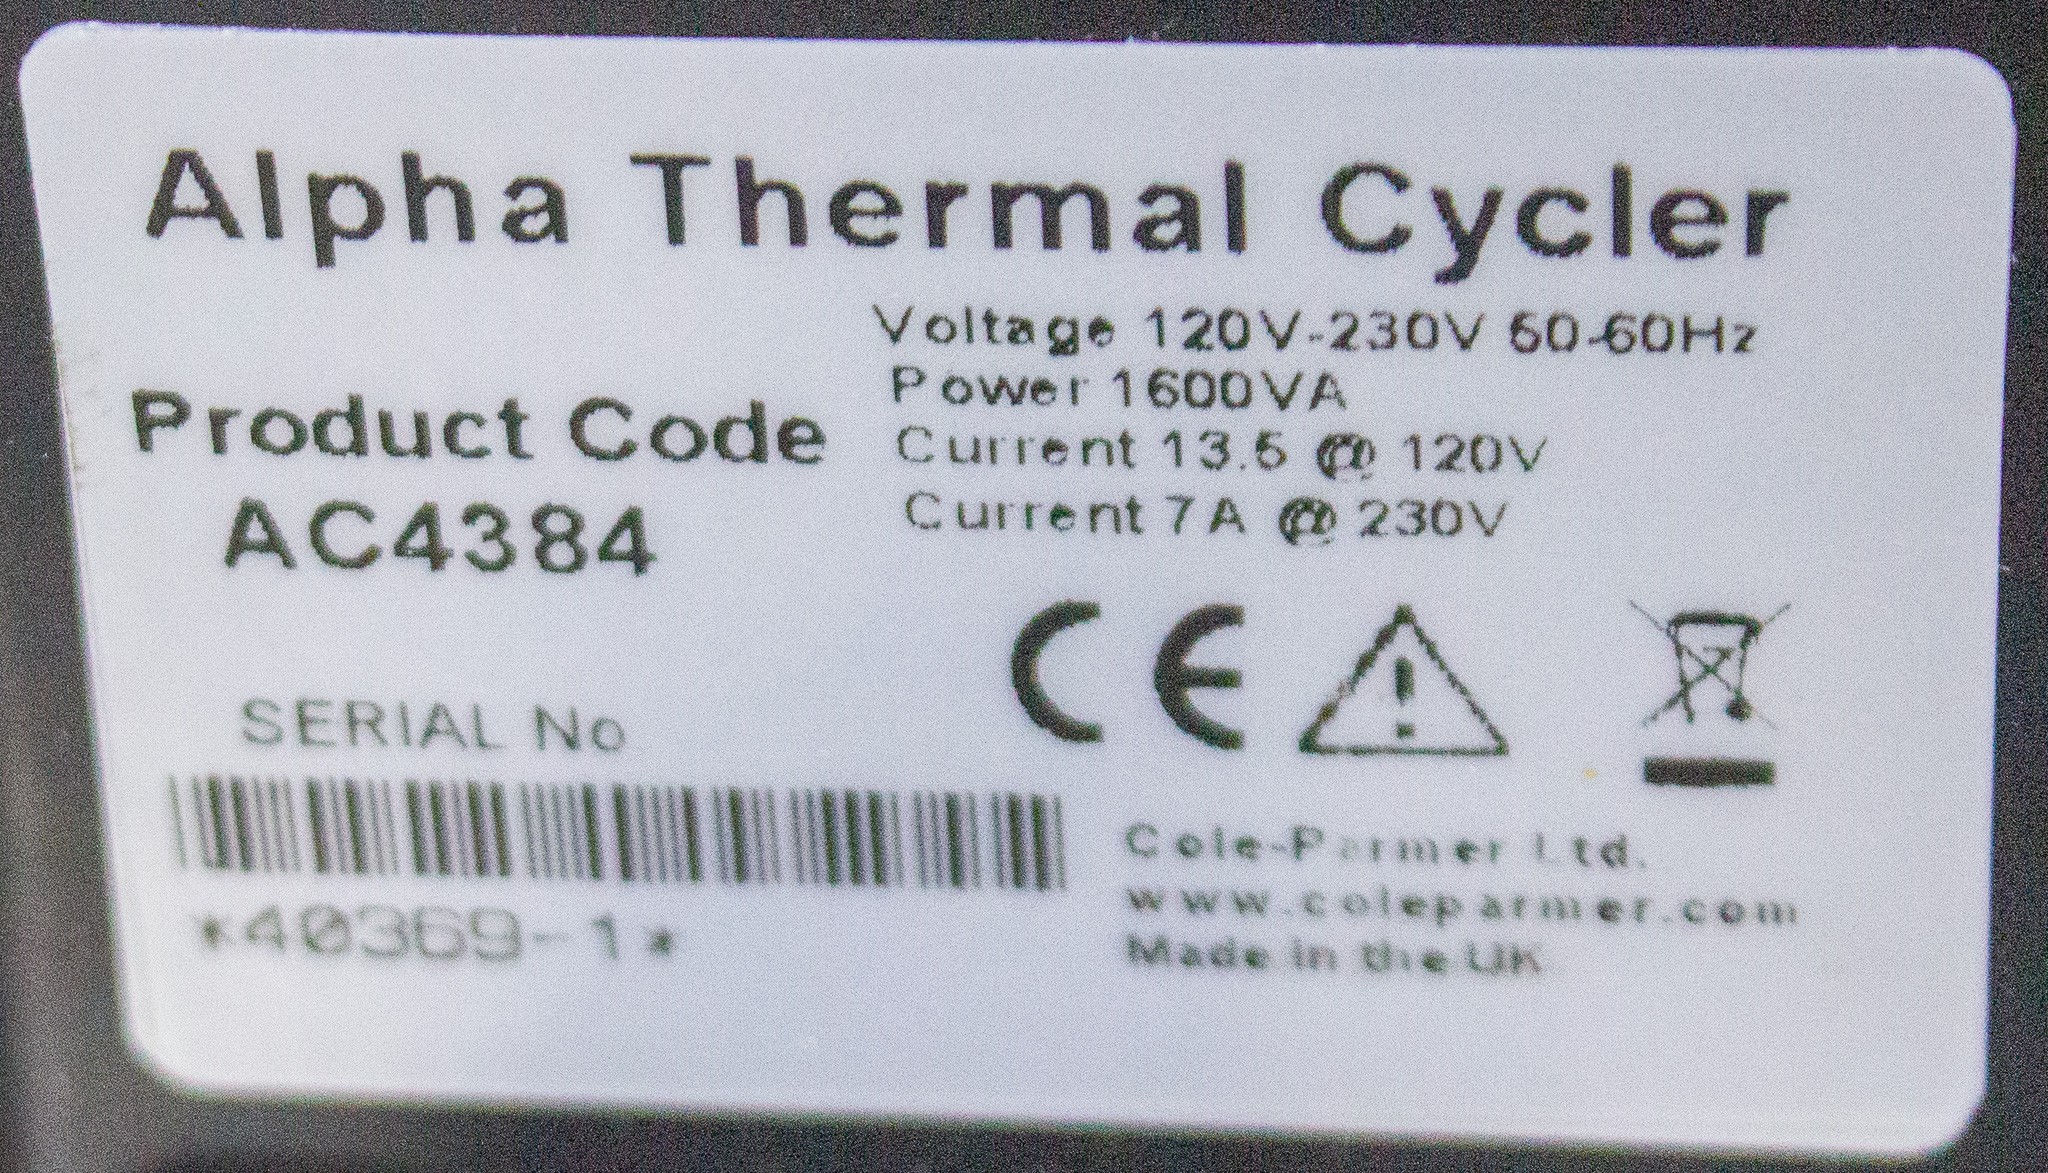 Alpha Thermal Cycler
Voltage 120V-230V 50-60Hz
Power 1600VA
Current 13.5 @ 120V
Current 7A @ 230V
Product Code
AC4384
CE
SERIAL No
*40369-1*
Cole-Parmer Ltd.
www.coleparmer.com
Made in the UK